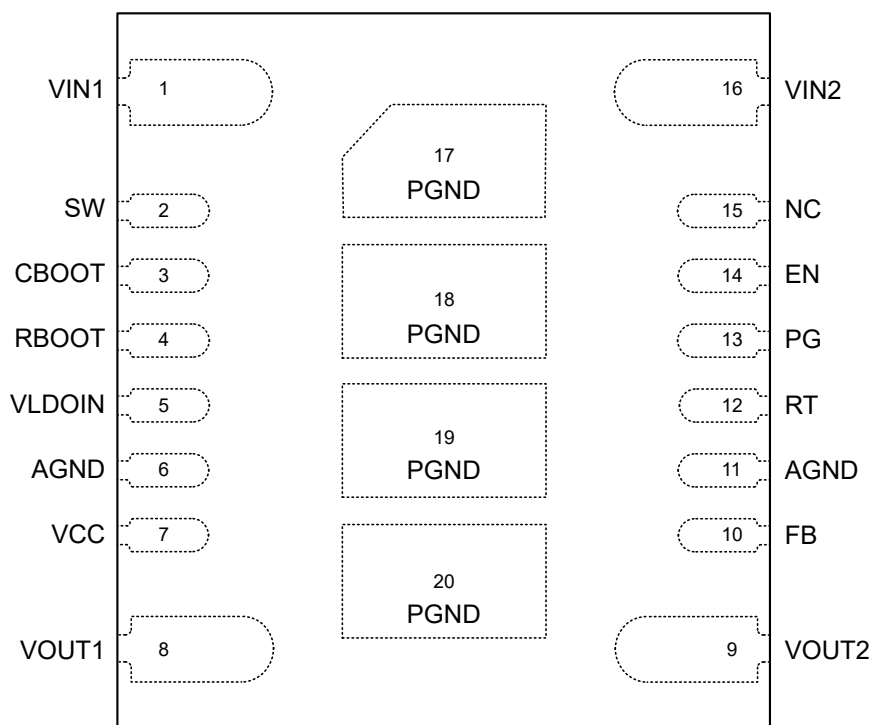 VIN1 1 16 VIN2
17
PGND
SW 2 15 NC
CBOOT 3 14 EN
18
PGND
RBOOT 4 13 PG
VLDOIN 5 12 RT
19
PGND
AGND 6 11 AGND
VCC 7 10 FB
20
PGND
VOUT1 8 9 VOUT2